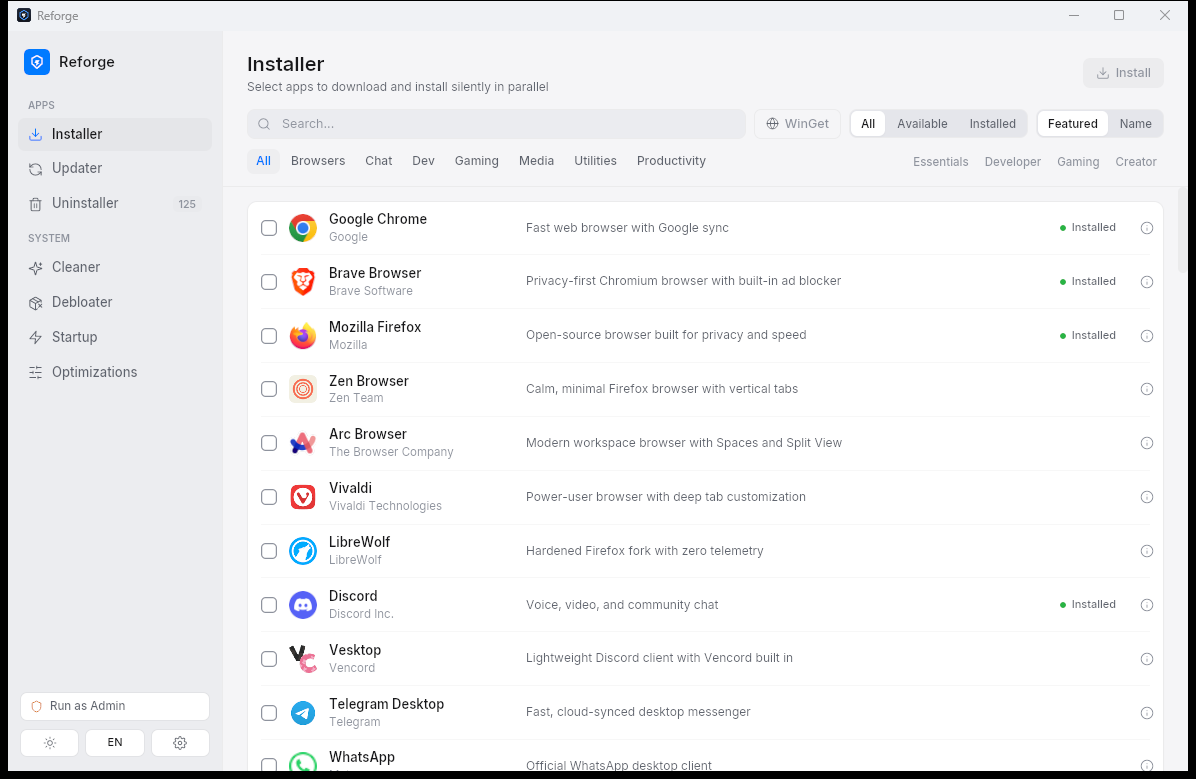 Reforge
Reforge
APPS
Installer
Updater
Uninstaller 125
SYSTEM
Cleaner
Debloater
Startup
Optimizations
Run as Admin
EN
Installer
Select apps to download and install silently in parallel
Install
Search...
WinGet
All Available Installed
Featured Name
All Browsers Chat Dev Gaming Media Utilities Productivity
Essentials Developer Gaming Creator
Google Chrome
Google
Fast web browser with Google sync
Installed
Brave Browser
Brave Software
Privacy-first Chromium browser with built-in ad blocker
Installed
Mozilla Firefox
Mozilla
Open-source browser built for privacy and speed
Installed
Zen Browser
Zen Team
Calm, minimal Firefox browser with vertical tabs
Arc Browser
The Browser Company
Modern workspace browser with Spaces and Split View
Vivaldi
Vivaldi Technologies
Power-user browser with deep tab customization
LibreWolf
LibreWolf
Hardened Firefox fork with zero telemetry
Discord
Discord Inc.
Voice, video, and community chat
Installed
Vesktop
Vencord
Lightweight Discord client with Vencord built in
Telegram Desktop
Telegram
Fast, cloud-synced desktop messenger
WhatsApp
Official WhatsApp desktop client